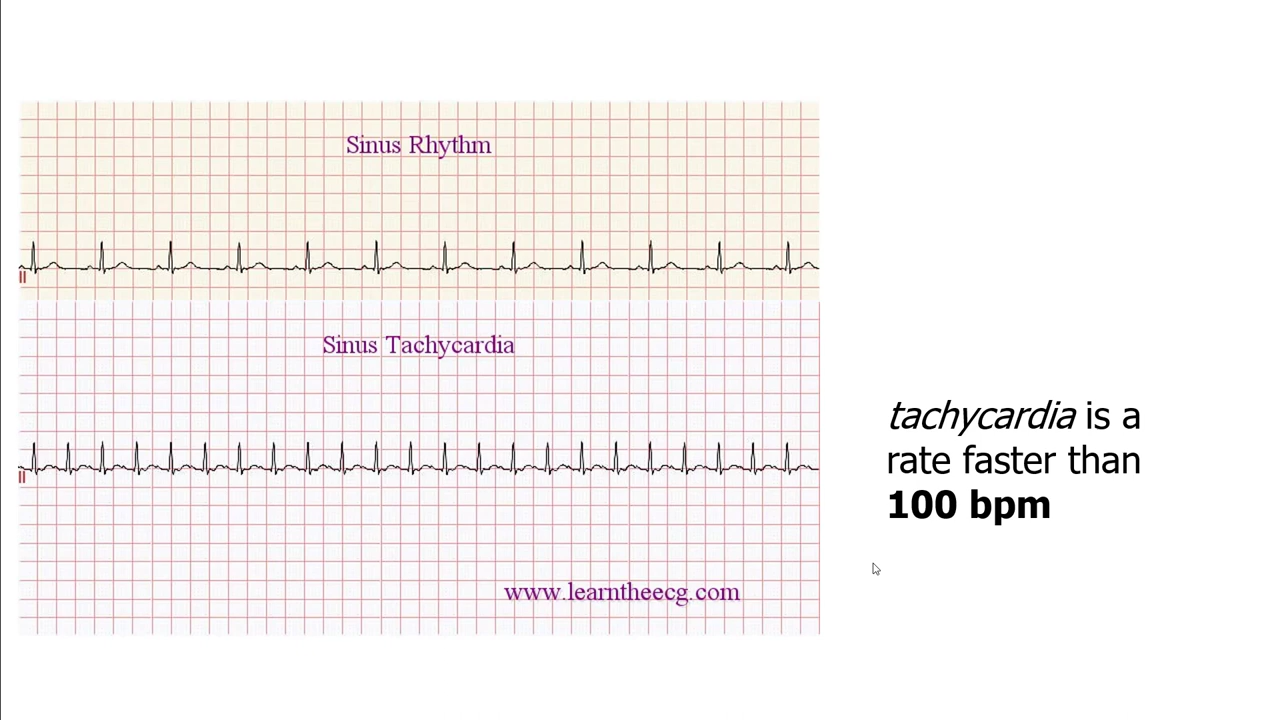 Sinus Rhythm
II
Sinus Tachycardia
II
www.learntheecg.com
tachycardia is a
rate faster than
100 bpm